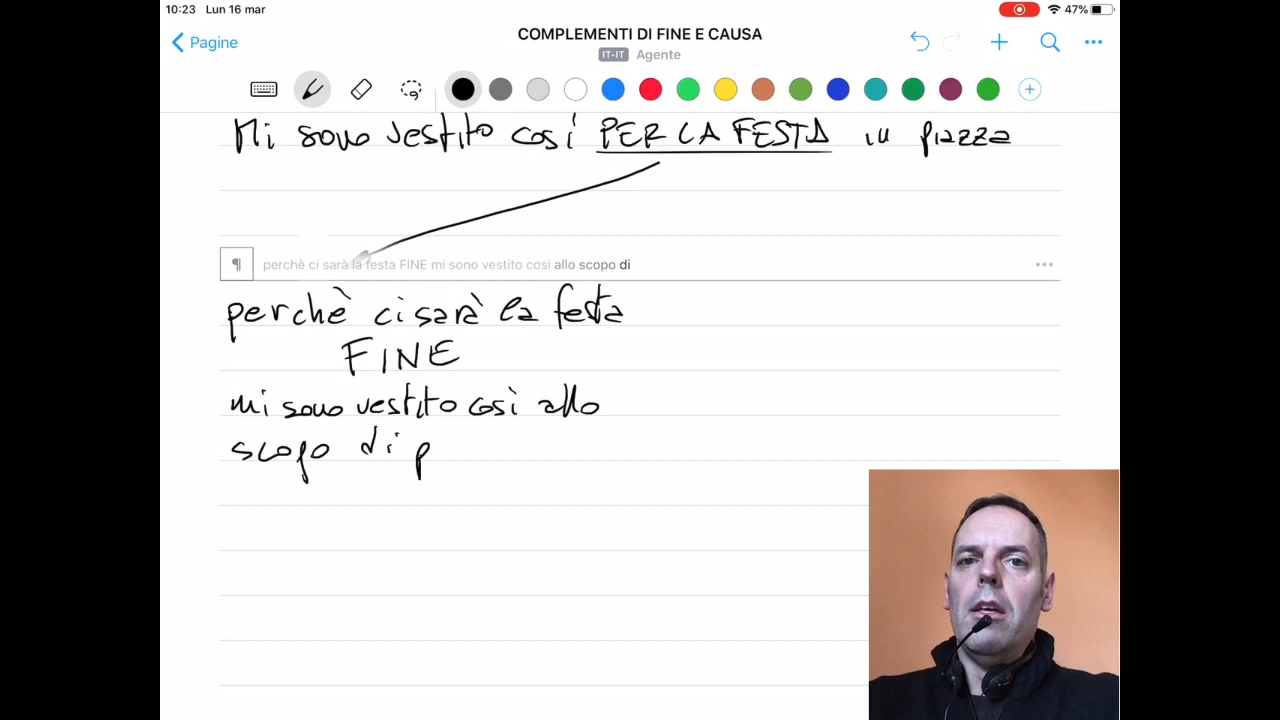 10:23 Lun 16 mar 47%
Pagine
COMPLEMENTI DI FINE E CAUSA
IT-IT Agente
Mi sono vestito così PER LA FESTA in piazza
¶ perchè ci sarà la festa FINE mi sono vestito così allo scopo di
perchè ci sarà la festa
FINE
mi sono vestito così allo
scopo di p